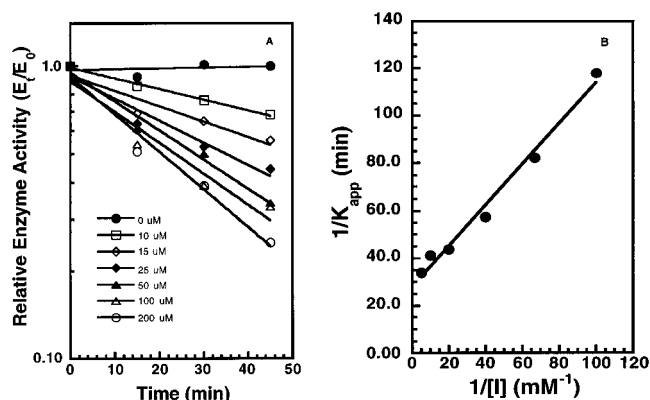 A
Relative Enzyme Activity (Et/E0)
1.0
0.10
0 uM
10 uM
15 uM
25 uM
50 uM
100 uM
200 uM
0 10 20 30 40 50
Time (min)
B
1/Kapp (min)
140
120
100
80.0
60.0
40.0
20.0
0.00
0 20 40 60 80 100 120
1/[I] (mM-1)